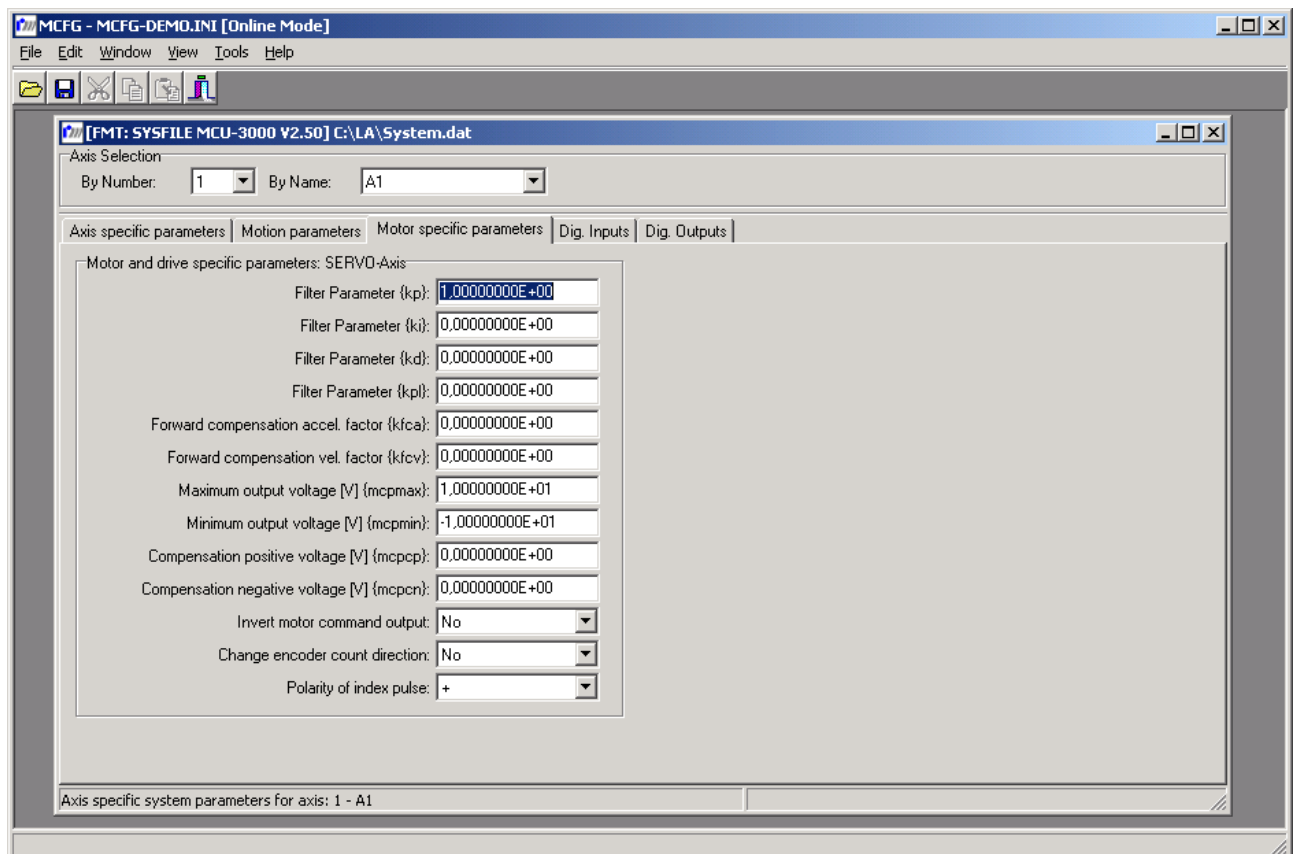 MCFG - MCFG-DEMO.INI [Online Mode]
File Edit Window View Tools Help
[FMT: SYSFILE MCU-3000 V2.50] C:\LA\System.dat
Axis Selection
By Number: 1 By Name: A1
Axis specific parameters Motion parameters Motor specific parameters Dig. Inputs Dig. Outputs
Motor and drive specific parameters: SERVO-Axis
Filter Parameter {kp}: 1,00000000E+00
Filter Parameter {ki}: 0,00000000E+00
Filter Parameter {kd}: 0,00000000E+00
Filter Parameter {kpl}: 0,00000000E+00
Forward compensation accel. factor {kfca}: 0,00000000E+00
Forward compensation vel. factor {kfcv}: 0,00000000E+00
Maximum output voltage [V] {mcpmax}: 1,00000000E+01
Minimum output voltage [V] {mcpmin}: -1,00000000E+01
Compensation positive voltage [V] {mcpcp}: 0,00000000E+00
Compensation negative voltage [V] {mcpcn}: 0,00000000E+00
Invert motor command output: No
Change encoder count direction: No
Polarity of index pulse: +
Axis specific system parameters for axis: 1 - A1